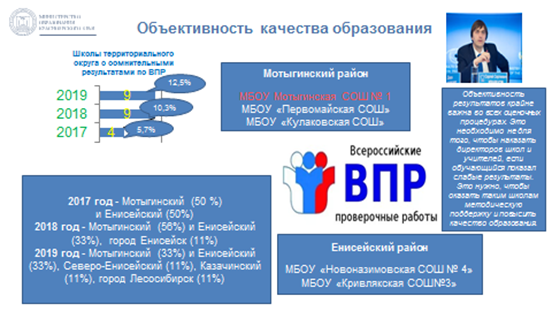 МИНИСТЕРСТВО
ОБРАЗОВАНИЯ
КРАСНОЯРСКОГО КРАЯ
Объективность качества образования
Школы территориального
округа о сомнительными
результатами по ВПР
2019 9 12,5%
2018 9 10,3%
2017 4 5,7%
Мотыгинский район
МБОУ Мотыгинская СОШ № 1
МБОУ «Первомайская СОШ»
МБОУ «Кулаковская СОШ»
Объективность
результатов крайне
важна во всех оценочных
процедурах. Это
необходимо не для
того, чтобы наказать
директоров школ и
учителей, если
обучающийся показал
слабые результаты.
Это нужно, чтобы
оказать таким школам
методическую
поддержку и повысить
качество образования.
Всероссийские
ВПР
проверочные работы
2017 год - Мотыгинский (50 %)
и Енисейский (50%)
2018 год - Мотыгинский (56%) и Енисейский
(33%), город Енисейск (11%)
2019 год - Мотыгинский (33%) и Енисейский
(33%), Северо-Енисейский (11%), Казачинский
(11%), город Лесосибирск (11%)
Енисейский район
МБОУ «Новоназимовская СОШ № 4»
МБОУ «Кривлякская СОШ№3»